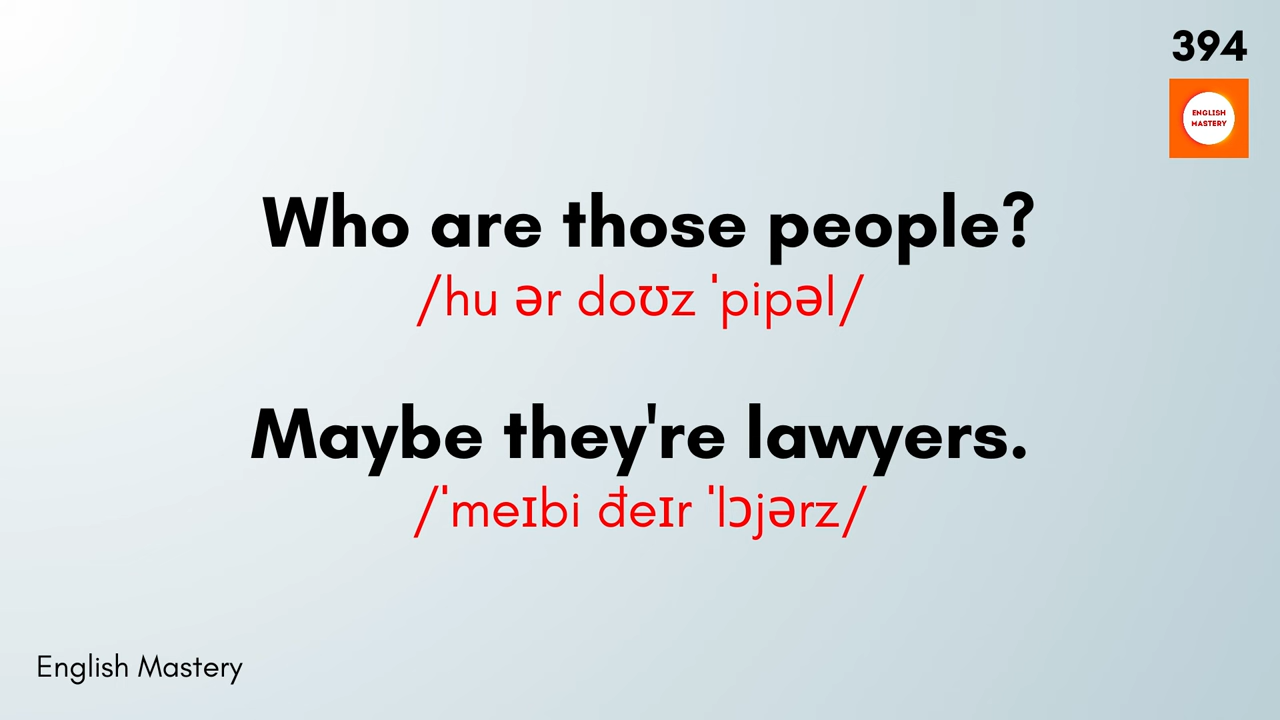 394
ENGLISH
MASTERY
Who are those people?
/hu ər doʊz ˈpipəl/
Maybe they're lawyers.
/ˈmeɪbi đeɪr ˈlɔjərz/
English Mastery